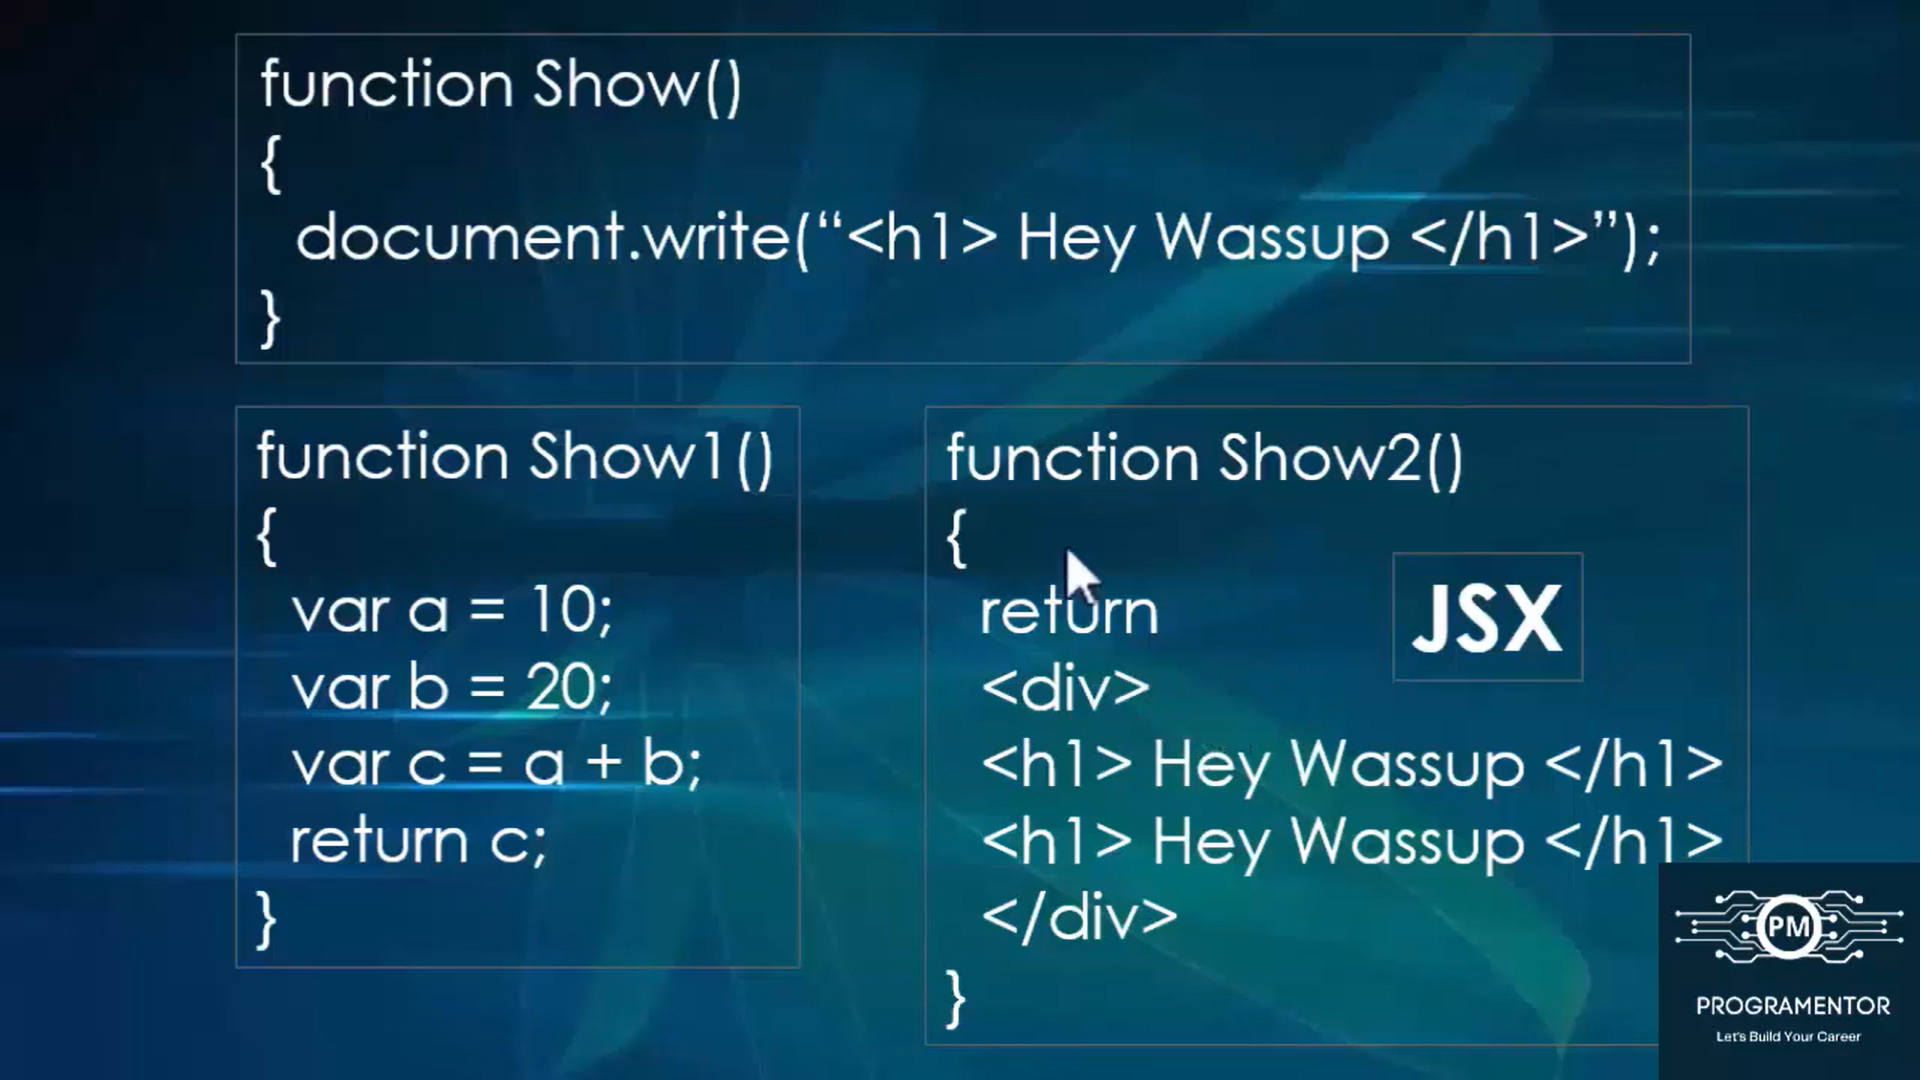 function Show()
{
document.write(“<h1> Hey Wassup </h1>”);
}
function Show1()
{
var a = 10;
var b = 20;
var c = a + b;
return c;
}
function Show2()
{
return
<div>
<h1> Hey Wassup </h1>
<h1> Hey Wassup </h1>
</div>
}
JSX
PM
PROGRAMENTOR
Let's Build Your Career